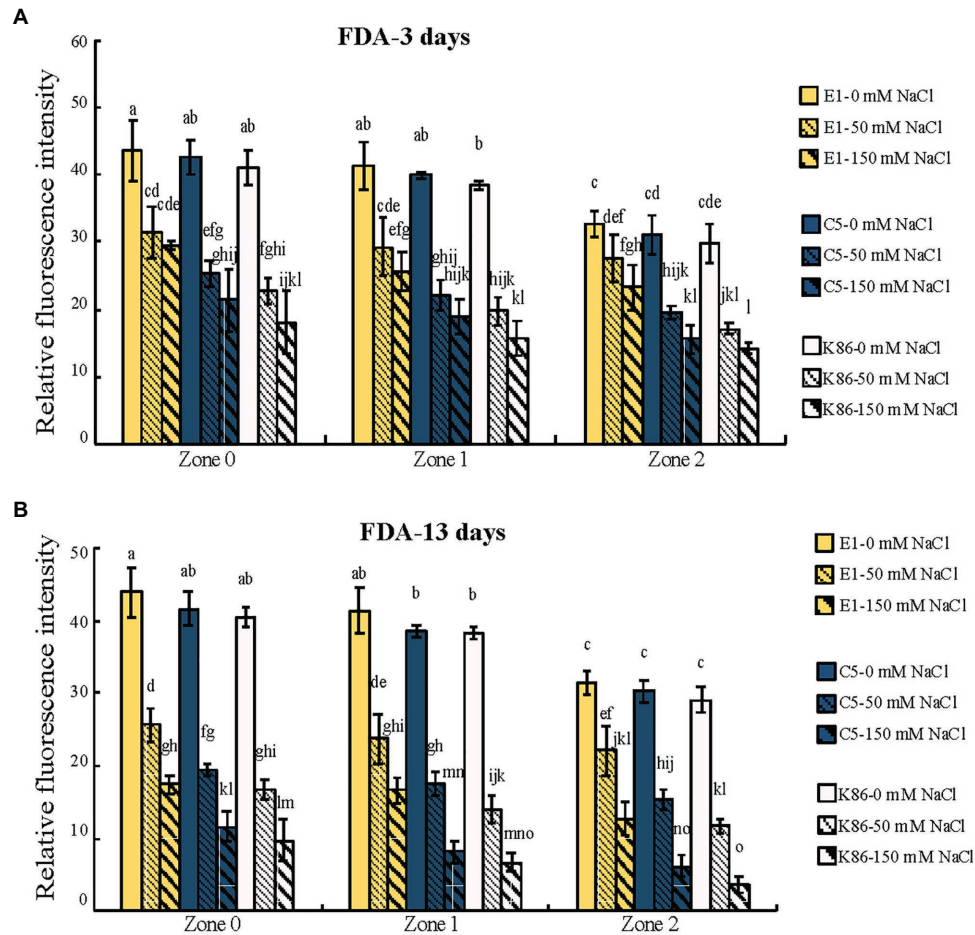 A
FDA-3 days
Relative fluorescence intensity
60
50
40
30
20
10
0
a
cd
cde
ab
efg
ghij
ab
fghi
ijkl
ab
cde
efg
ab
ghij
hijk
b
hijk
kl
c
def
fgh
cd
hijk
kl
cde
jkl
l
Zone 0
Zone 1
Zone 2
E1-0 mM NaCl
E1-50 mM NaCl
E1-150 mM NaCl
C5-0 mM NaCl
C5-50 mM NaCl
C5-150 mM NaCl
K86-0 mM NaCl
K86-50 mM NaCl
K86-150 mM NaCl
B
FDA-13 days
Relative fluorescence intensity
50
40
30
20
10
0
a
d
gh
ab
fg
kl
ab
ghi
lm
ab
de
ghi
b
gh
mn
b
ijk
mno
c
ef
jkl
c
hij
no
c
kl
o
Zone 0
Zone 1
Zone 2
E1-0 mM NaCl
E1-50 mM NaCl
E1-150 mM NaCl
C5-0 mM NaCl
C5-50 mM NaCl
C5-150 mM NaCl
K86-0 mM NaCl
K86-50 mM NaCl
K86-150 mM NaCl